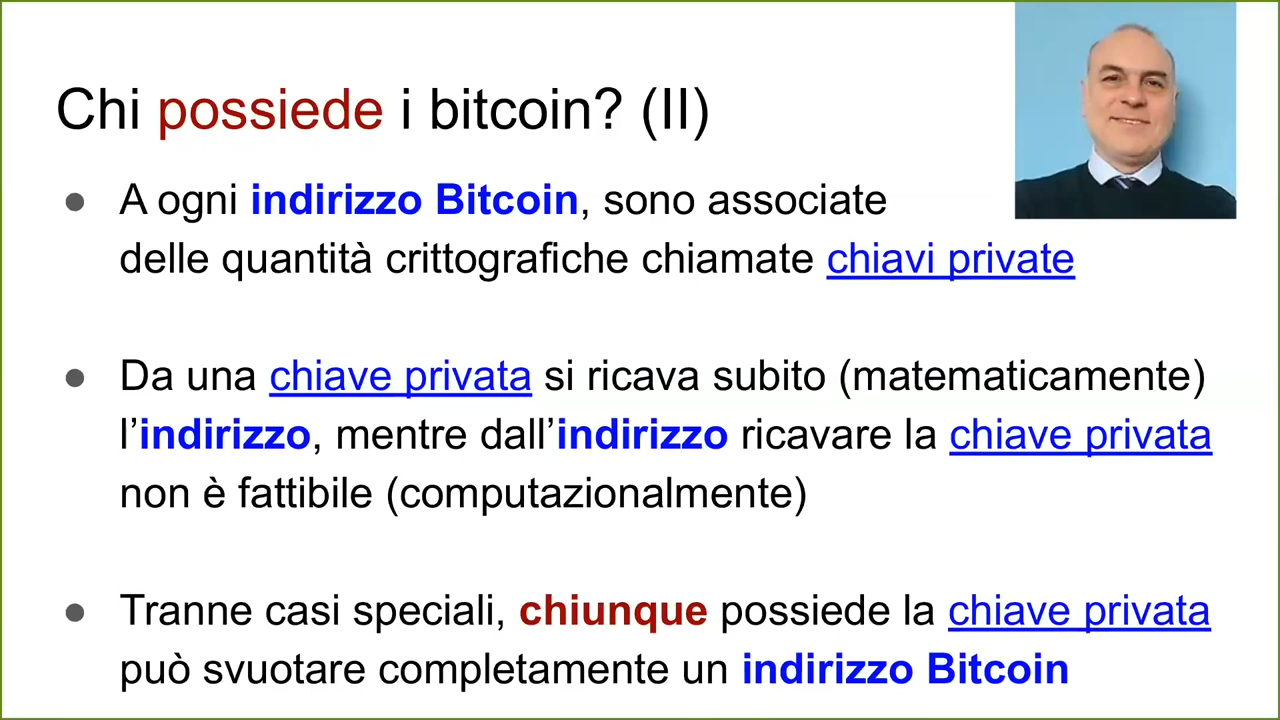 Chi possiede i bitcoin? (II)
● A ogni indirizzo Bitcoin, sono associate
delle quantità crittografiche chiamate chiavi private
● Da una chiave privata si ricava subito (matematicamente)
l’indirizzo, mentre dall’indirizzo ricavare la chiave privata
non è fattibile (computazionalmente)
● Tranne casi speciali, chiunque possiede la chiave privata
può svuotare completamente un indirizzo Bitcoin